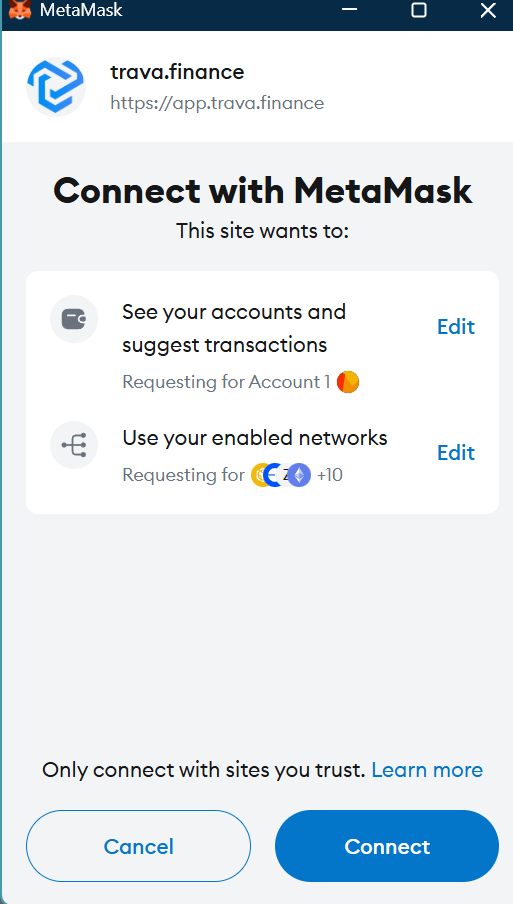 MetaMask
trava.finance
https://app.trava.finance
Connect with MetaMask
This site wants to:
See your accounts and
suggest transactions
Edit
Requesting for Account 1
Use your enabled networks
Edit
Requesting for +10
Only connect with sites you trust. Learn more
Cancel
Connect